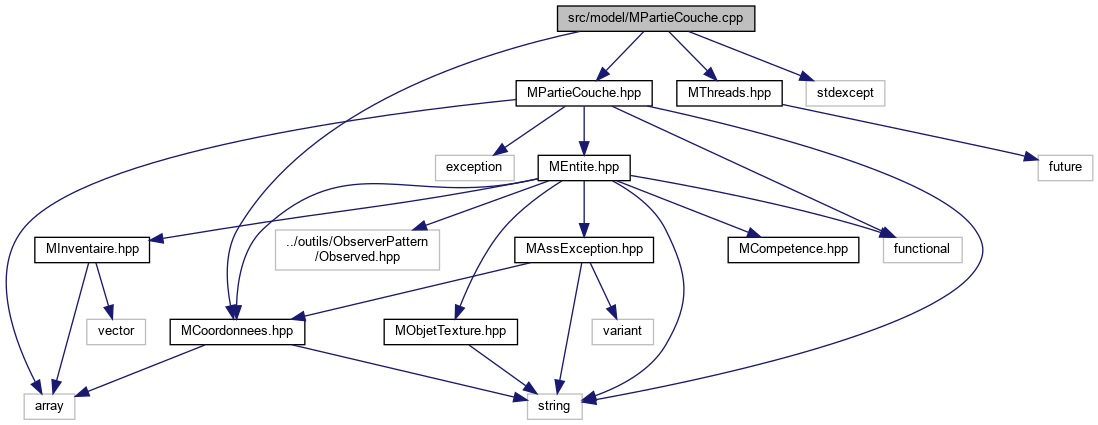 src/model/MPartieCouche.cpp
MPartieCouche.hpp
MThreads.hpp
stdexcept
exception
MEntite.hpp
future
MInventaire.hpp
../outils/ObserverPattern
/Observed.hpp
MAssException.hpp
MCompetence.hpp
functional
vector
MCoordonnees.hpp
MObjetTexture.hpp
variant
array
string